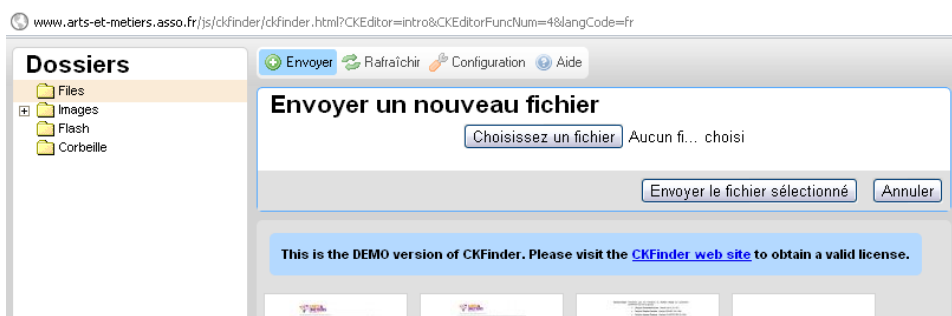 www.arts-et-metiers.asso.fr/js/ckfinder/ckfinder.html?CKEditor=intro&CKEditorFuncNum=4&langCode=fr
Dossiers
Files
Images
Flash
Corbeille
Envoyer Rafraîchir Configuration Aide
Envoyer un nouveau fichier
Choisissez un fichier Aucun fi... choisi
Envoyer le fichier sélectionné Annuler
This is the DEMO version of CKFinder. Please visit the CKFinder web site to obtain a valid license.